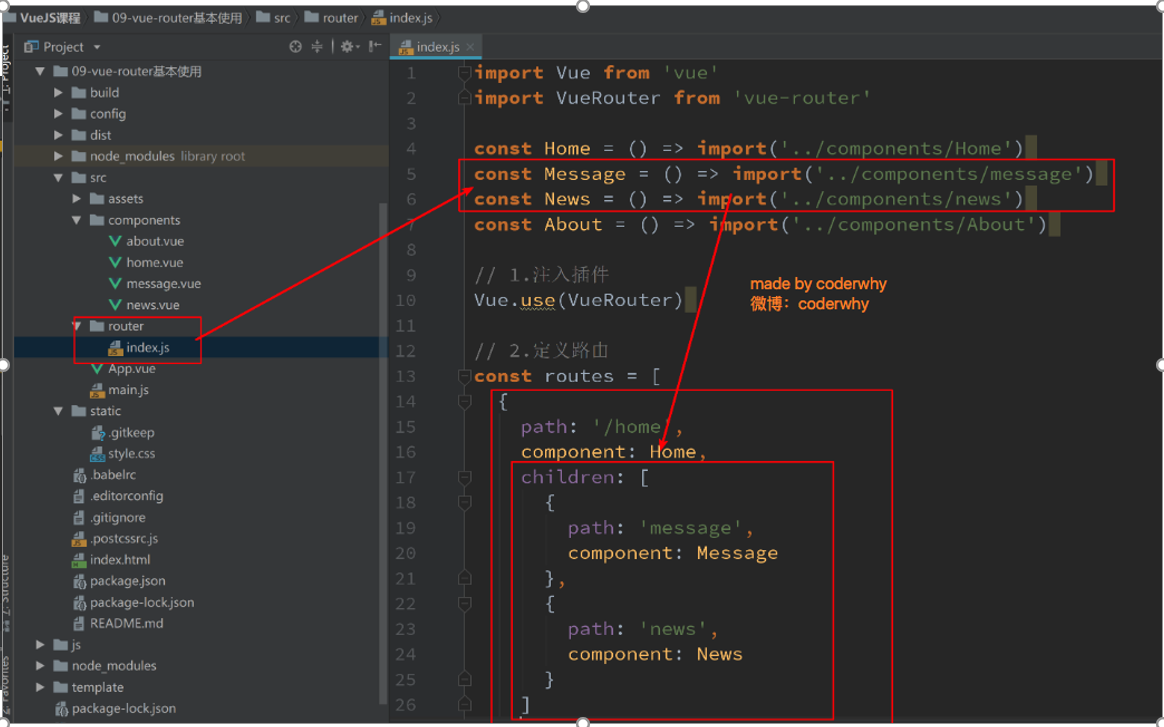 VueJS课程 09-vue-router基本使用 src router index.js
Project
index.js
09-vue-router基本使用
build
config
dist
node_modules library root
src
assets
components
about.vue
home.vue
message.vue
news.vue
router
index.js
App.vue
main.js
static
.gitkeep
style.css
.babelrc
.editorconfig
.gitignore
.postcssrc.js
index.html
package.json
package-lock.json
README.md
js
node_modules
template
package-lock.json
1 import Vue from 'vue'
2 import VueRouter from 'vue-router'
3
4 const Home = () => import('../components/Home')
5 const Message = () => import('../components/message')
6 const News = () => import('../components/news')
7 const About = () => import('../components/About')
8
9 // 1.注入插件
10 Vue.use(VueRouter)
11
12 // 2.定义路由
13 const routes = [
14 {
15 path: '/home',
16 component: Home,
17 children: [
18 {
19 path: 'message',
20 component: Message
21 },
22 {
23 path: 'news',
24 component: News
25 }
26 ]
made by coderwhy
微博：coderwhy
1: Project
7: Structure